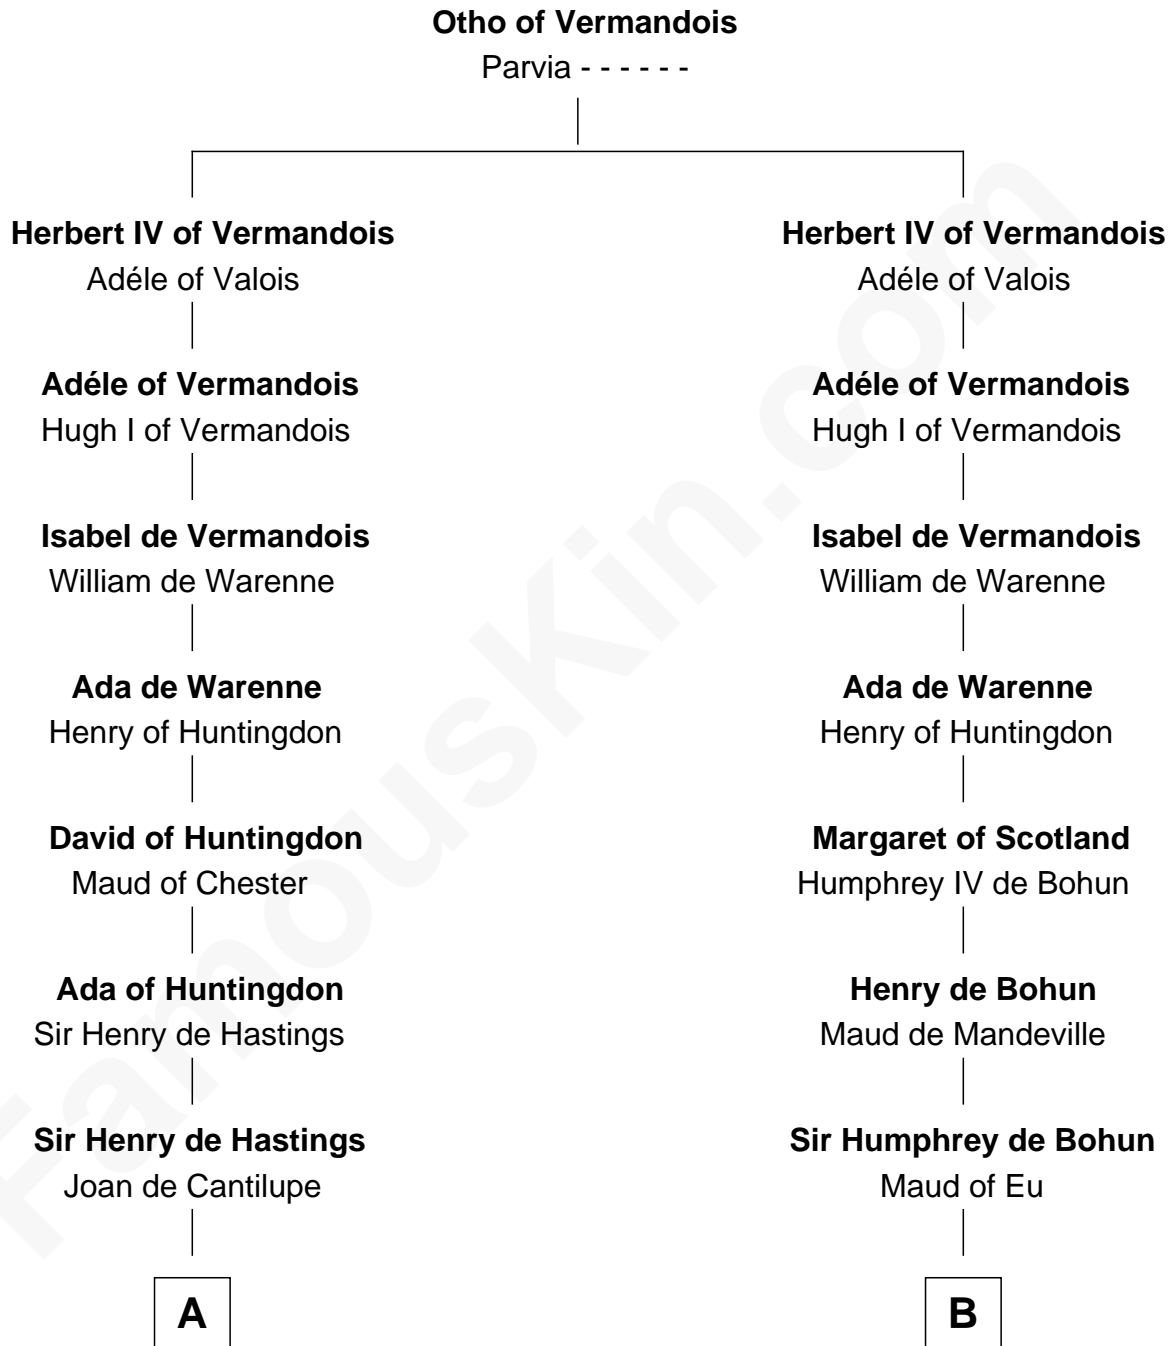 Otho of Vermandois
Parvia - - - - - -
Herbert IV of Vermandois
Adéle of Valois
Adéle of Vermandois
Hugh I of Vermandois
Isabel de Vermandois
William de Warenne
Ada de Warenne
Henry of Huntingdon
David of Huntingdon
Maud of Chester
Ada of Huntingdon
Sir Henry de Hastings
Sir Henry de Hastings
Joan de Cantilupe
A
Herbert IV of Vermandois
Adéle of Valois
Adéle of Vermandois
Hugh I of Vermandois
Isabel de Vermandois
William de Warenne
Ada de Warenne
Henry of Huntingdon
Margaret of Scotland
Humphrey IV de Bohun
Henry de Bohun
Maud de Mandeville
Sir Humphrey de Bohun
Maud of Eu
B
FamousKin.com